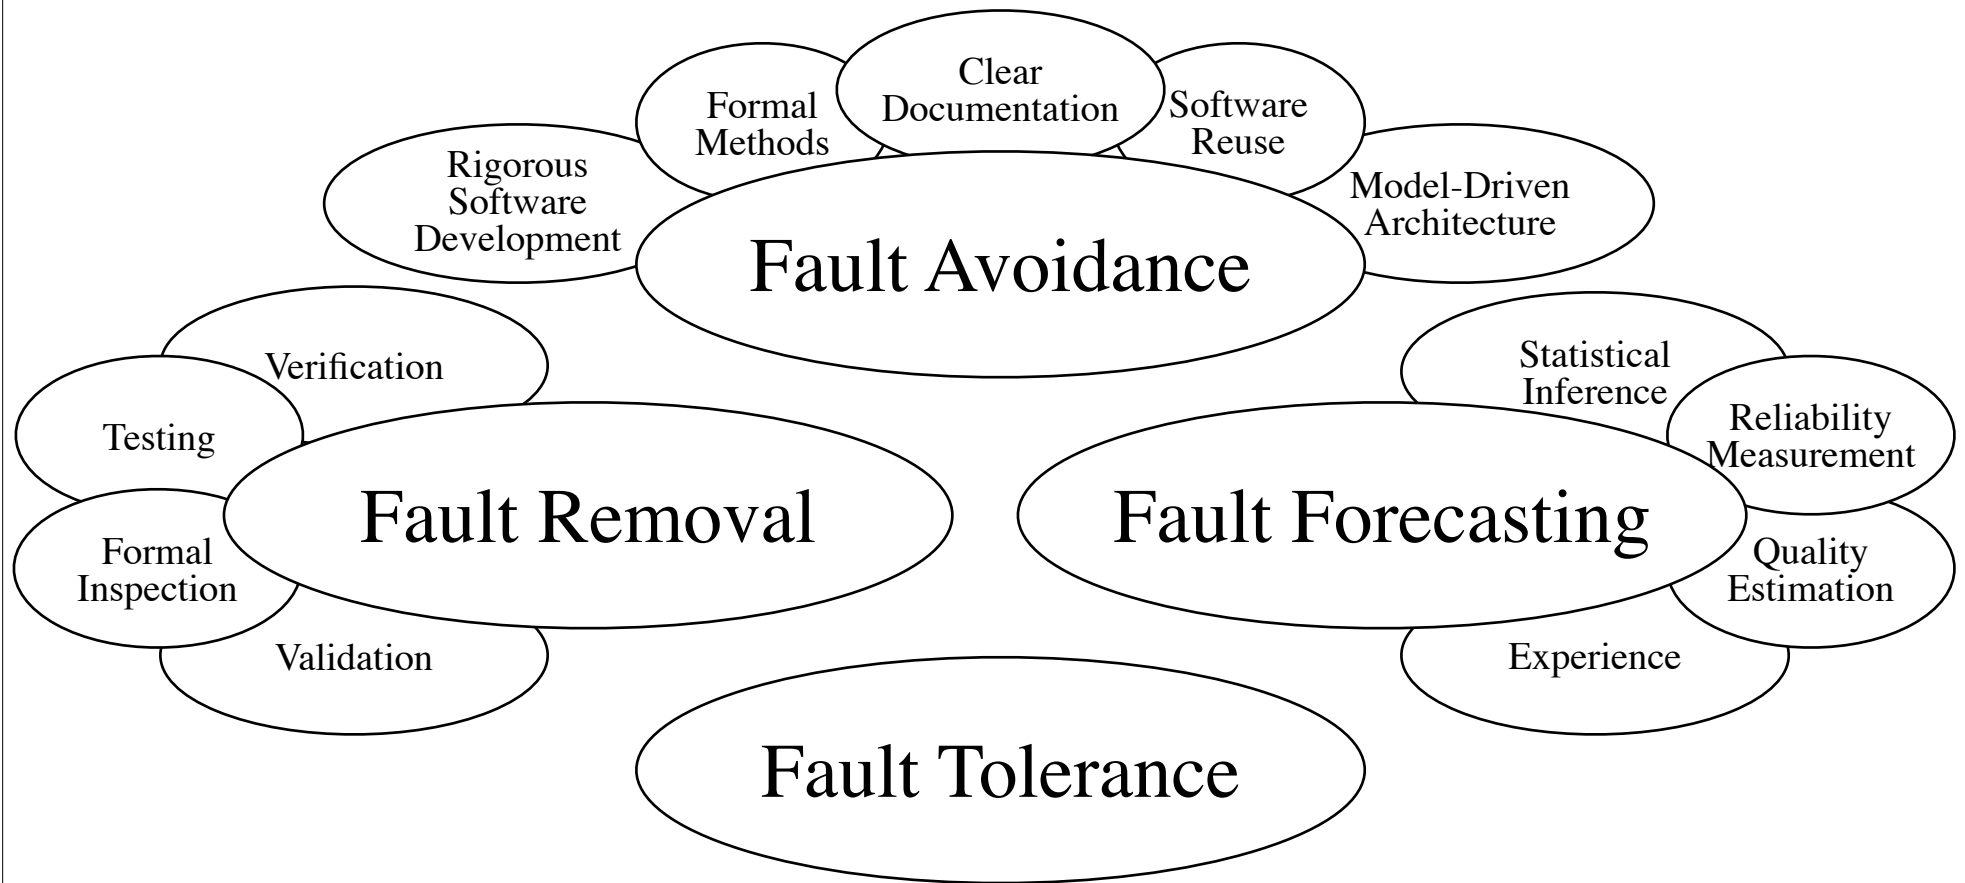 Clear
Documentation
Formal
Methods
Software
Reuse
Rigorous
Software
Development
Model-Driven
Architecture
Fault Avoidance
Verification
Testing
Formal
Inspection
Validation
Fault Removal
Statistical
Inference
Reliability
Measurement
Quality
Estimation
Experience
Fault Forecasting
Fault Tolerance